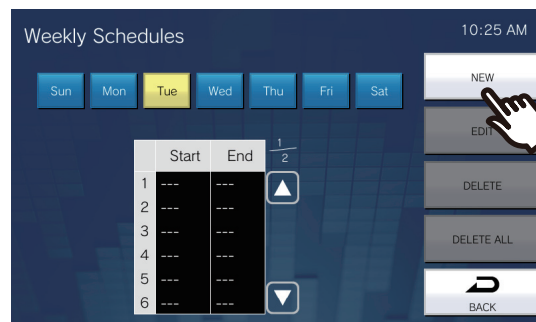 Weekly Schedules
10:25 AM
Sun Mon Tue Wed Thu Fri Sat
Start End 1/2
1 --- ---
2 --- ---
3 --- ---
4 --- ---
5 --- ---
6 --- ---
NEW
EDIT
DELETE
DELETE ALL
BACK